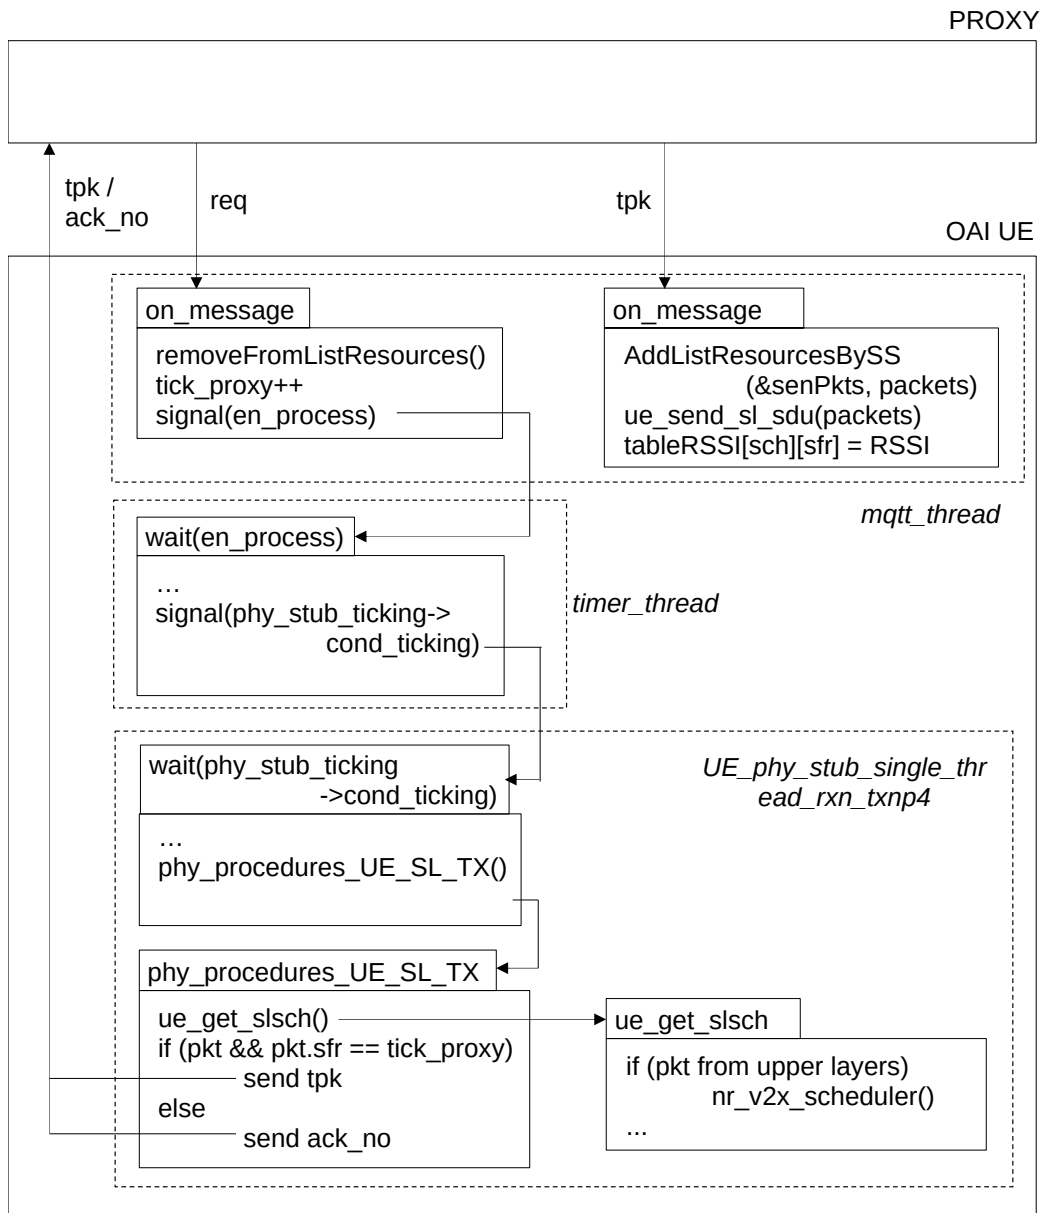 PROXY
tpk /
ack_no
req
tpk
OAI UE
on_message
removeFromListResources()
tick_proxy++
signal(en_process)
on_message
AddListResourcesBySS
(&senPkts, packets)
ue_send_sl_sdu(packets)
tableRSSI[sch][sfr] = RSSI
mqtt_thread
wait(en_process)
…
signal(phy_stub_ticking->
cond_ticking)
timer_thread
wait(phy_stub_ticking
->cond_ticking)
…
phy_procedures_UE_SL_TX()
UE_phy_stub_single_thr
ead_rxn_txnp4
phy_procedures_UE_SL_TX
ue_get_slsch()
if (pkt && pkt.sfr == tick_proxy)
send tpk
else
send ack_no
ue_get_slsch
if (pkt from upper layers)
nr_v2x_scheduler()
...